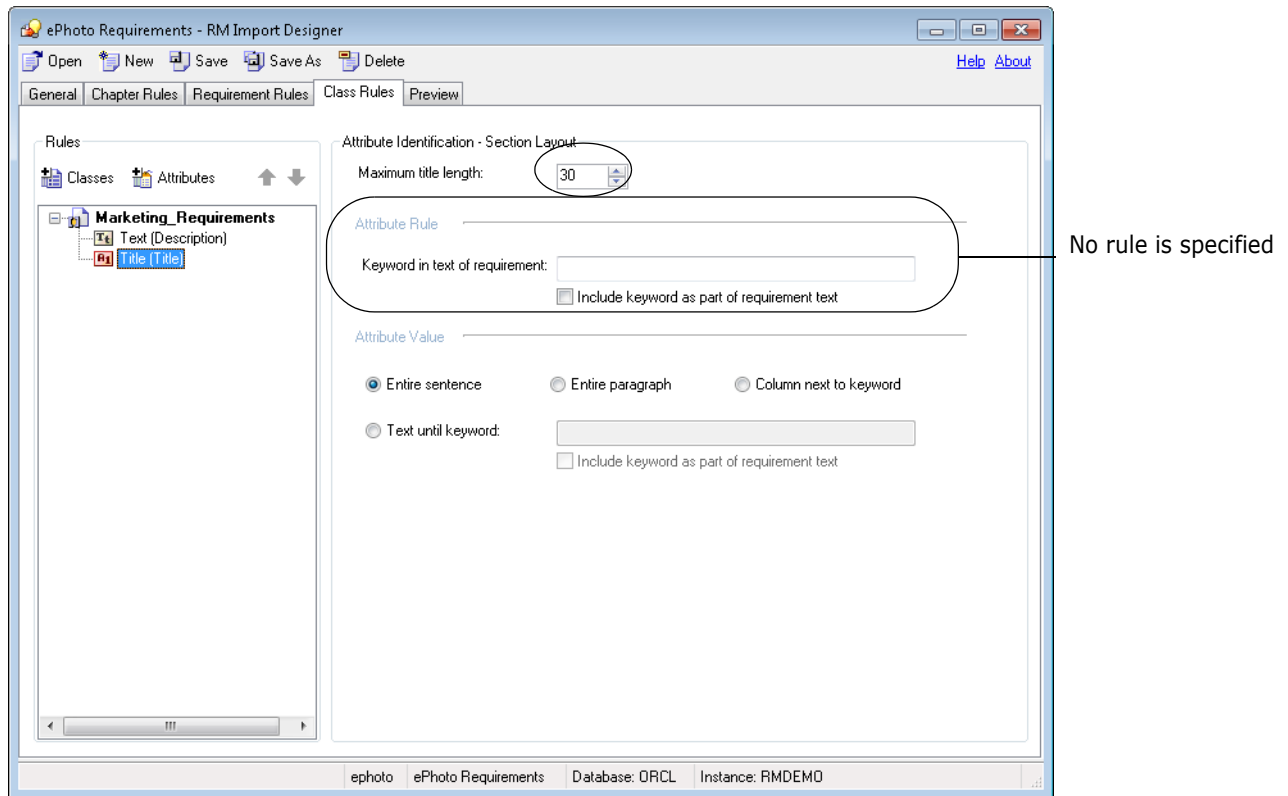 ePhoto Requirements - RM Import Designer
Open New Save Save As Delete Help About
General Chapter Rules Requirement Rules Class Rules Preview
Rules
Classes Attributes
Marketing_Requirements
Text (Description)
Title (Title)
Attribute Identification - Section Layout
Maximum title length: 30
Attribute Rule
Keyword in text of requirement:
Include keyword as part of requirement text
No rule is specified
Attribute Value
Entire sentence Entire paragraph Column next to keyword
Text until keyword:
Include keyword as part of requirement text
ephoto ePhoto Requirements Database: ORCL Instance: RMDEMO